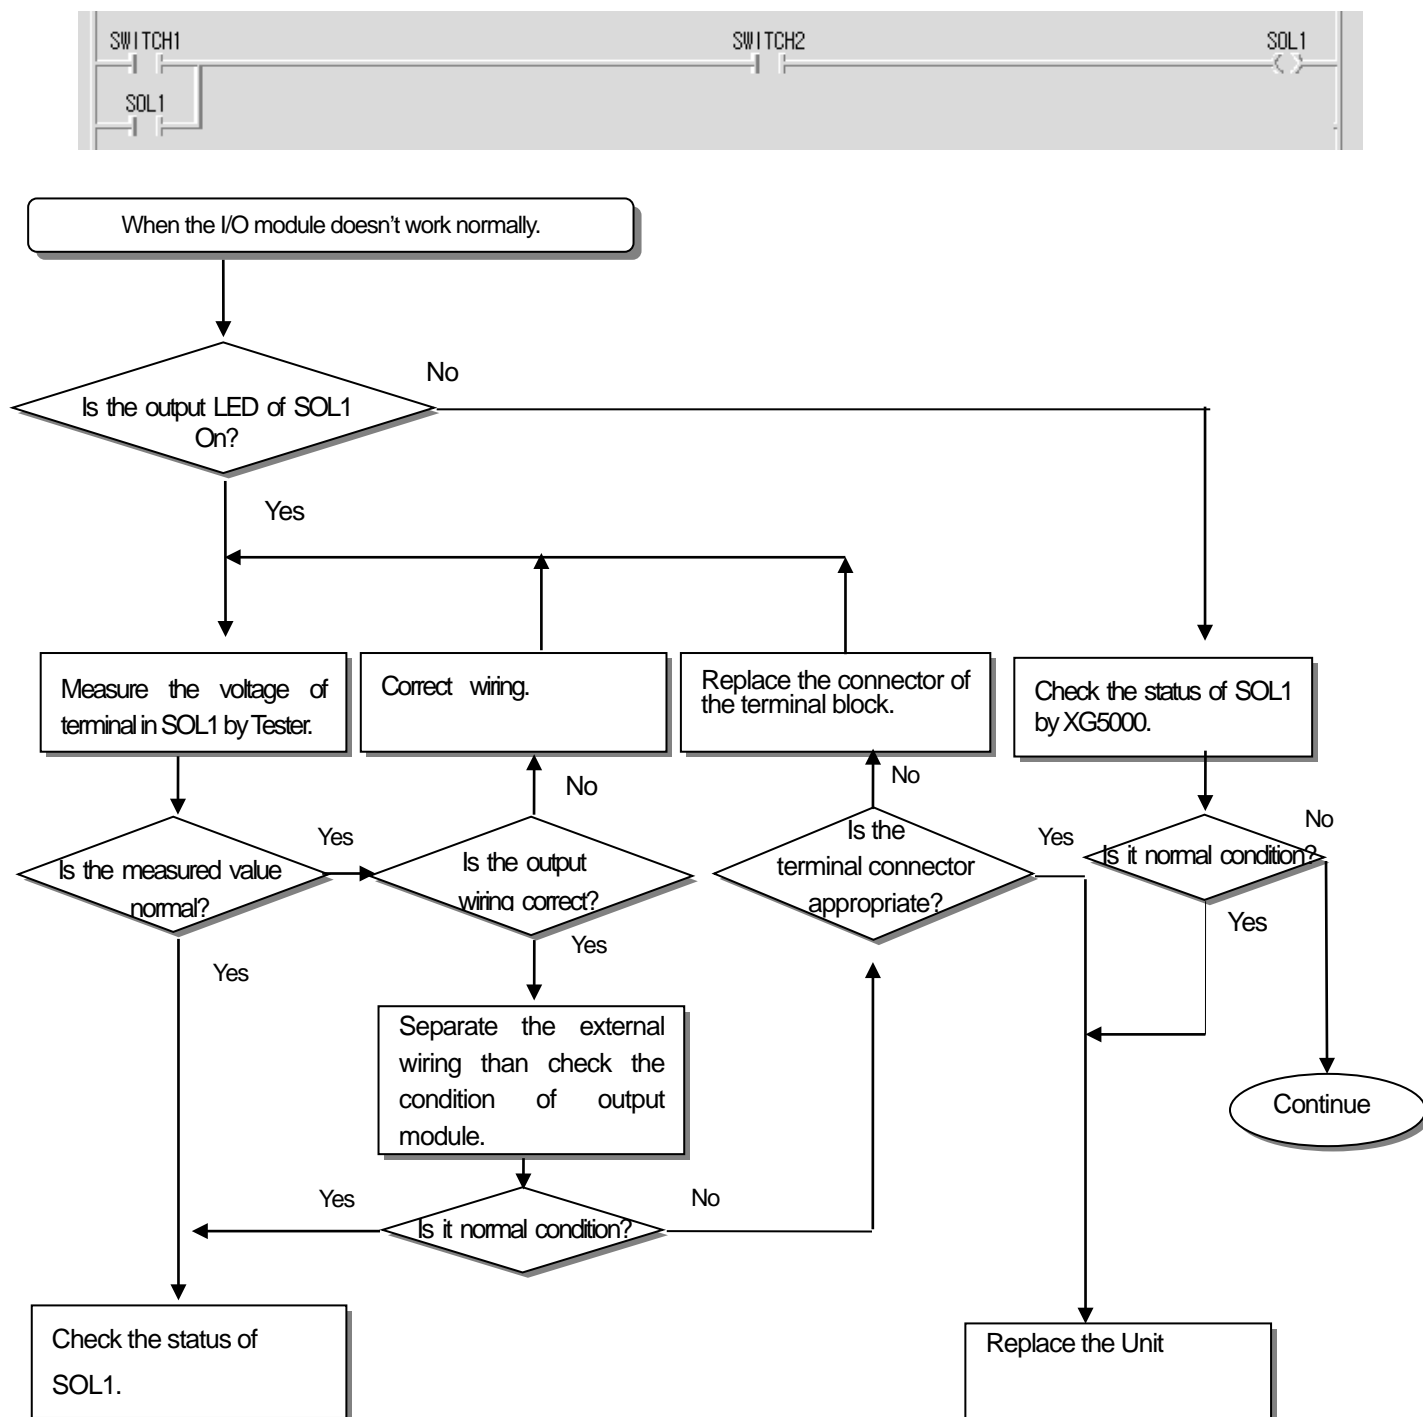 SWITCH1
SWITCH2
SOL1
SOL1
When the I/O module doesn't work normally.
No
Is the output LED of SOL1
On?
Yes
Measure the voltage of
terminal in SOL1 by Tester.
Correct wiring.
Replace the connector of
the terminal block.
Check the status of SOL1
by XG5000.
No
No
No
Yes
Is the measured value
normal?
Is the output
wiring correct?
Is the
terminal connector
appropriate?
Yes
Is it normal condition?
Yes
Yes
Yes
Separate the external
wiring than check the
condition of output
module.
Continue
Yes
No
Is it normal condition?
Check the status of
SOL1.
Replace the Unit